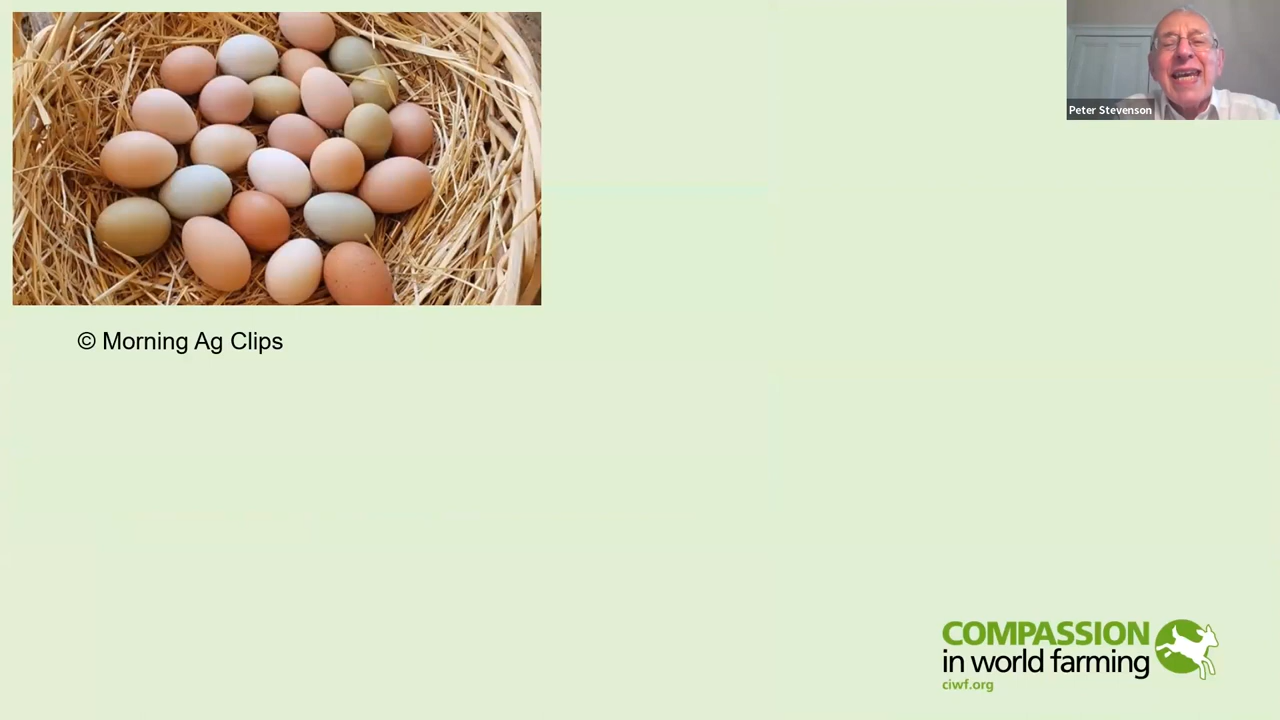 Peter Stevenson
© Morning Ag Clips
COMPASSION
in world farming
ciwf.org